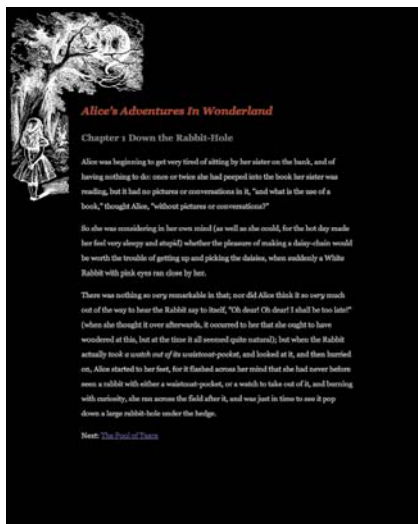 Alice's Adventures In Wonderland
Chapter 1 Down the Rabbit-Hole
Alice was beginning to get very tired of sitting by her sister on the bank, and of
having nothing to do: once or twice she had peeped into the book her sister was
reading, but it had no pictures or conversations in it, "and what is the use of a
book," thought Alice, "without pictures or conversations?"
So she was considering in her own mind (as well as she could, for the hot day made
her feel very sleepy and stupid) whether the pleasure of making a daisy-chain would
be worth the trouble of getting up and picking the daisies, when suddenly a White
Rabbit with pink eyes ran close by her.
There was nothing so very remarkable in that; nor did Alice think it so very much
out of the way to hear the Rabbit say to itself, "Oh dear! Oh dear! I shall be too late!"
(when she thought it over afterwards, it occurred to her that she ought to have
wondered at this, but at the time it all seemed quite natural); but when the Rabbit
actually took a watch out of its waistcoat-pocket, and looked at it, and then hurried
on, Alice started to her feet, for it flashed across her mind that she had never before
seen a rabbit with either a waistcoat-pocket, or a watch to take out of it, and burning
with curiosity, she ran across the field after it, and was just in time to see it pop
down a large rabbit-hole under the hedge.
Next: The Pool of Tears